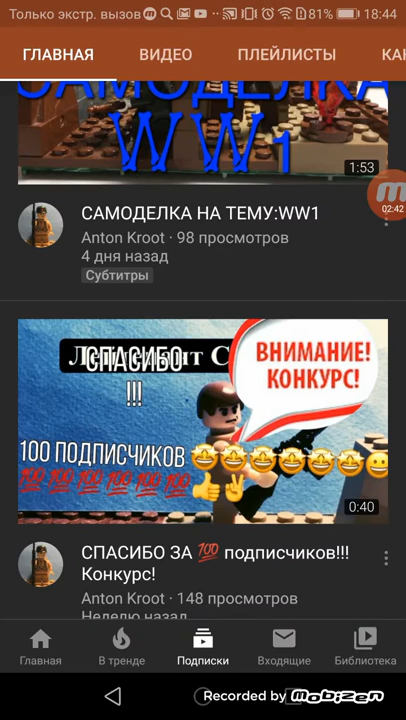 Только экстр. вызов
81% 18:44
ГЛАВНАЯ ВИДЕО ПЛЕЙЛИСТЫ КАН
САМОДЕЛКА
WW1
1:53
02:42
САМОДЕЛКА НА ТЕМУ:WW1
Anton Kroot · 98 просмотров
4 дня назад
Субтитры
СПАСИБО
!!!
ВНИМАНИЕ!
КОНКУРС!
100 ПОДПИСЧИКОВ
💯💯💯💯💯💯
0:40
СПАСИБО ЗА 💯 подписчиков!!!
Конкурс!
Anton Kroot · 148 просмотров
Неделю назад
Главная В тренде Подписки Входящие Библиотека
Recorded by mobizen